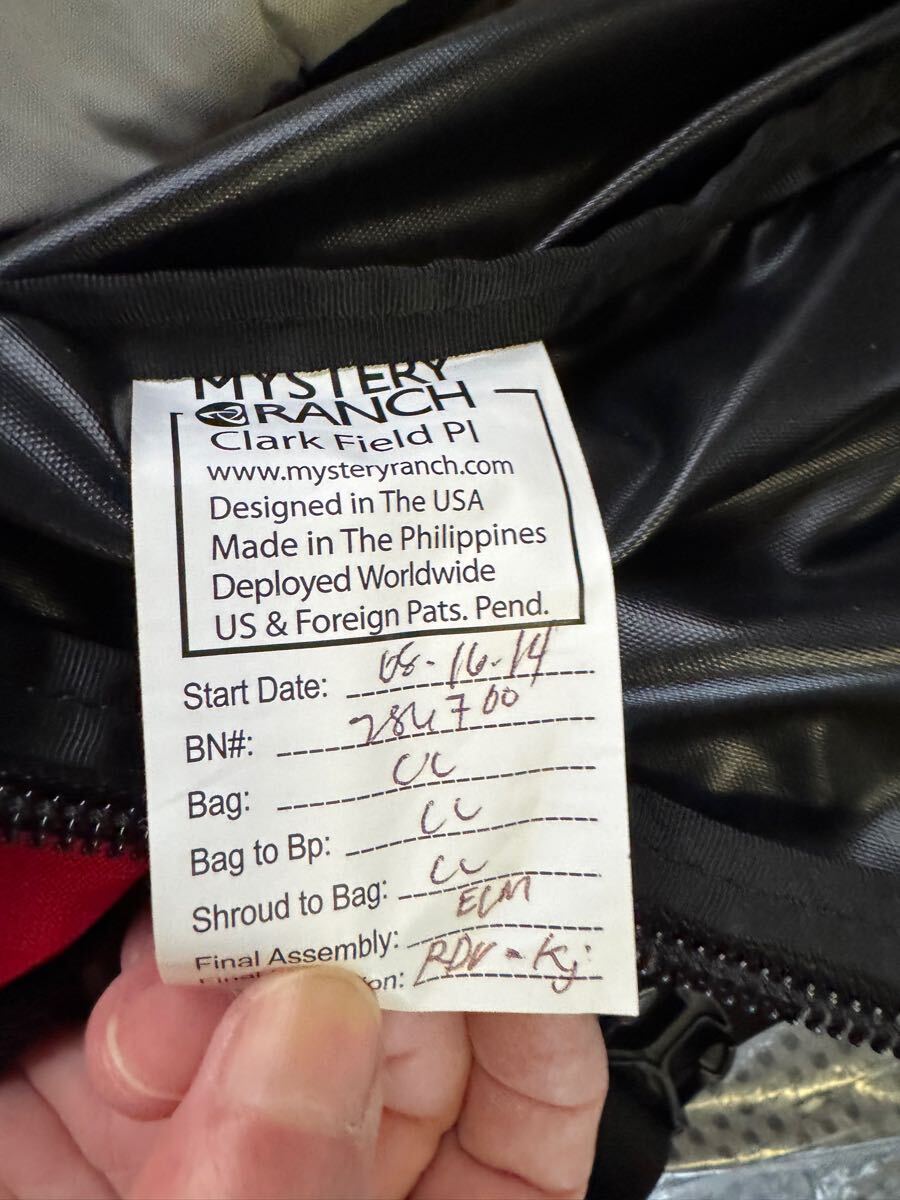 MYSTERY
RANCH
Clark Field PI
www.mysteryranch.com
Designed in The USA
Made in The Philippines
Deployed Worldwide
US & Foreign Pats. Pend.
Start Date: 08-16-14
BN#:
Bag: CC
Bag to Bp: CC
Shroud to Bag: CC
Final Assembly: ECM
Final